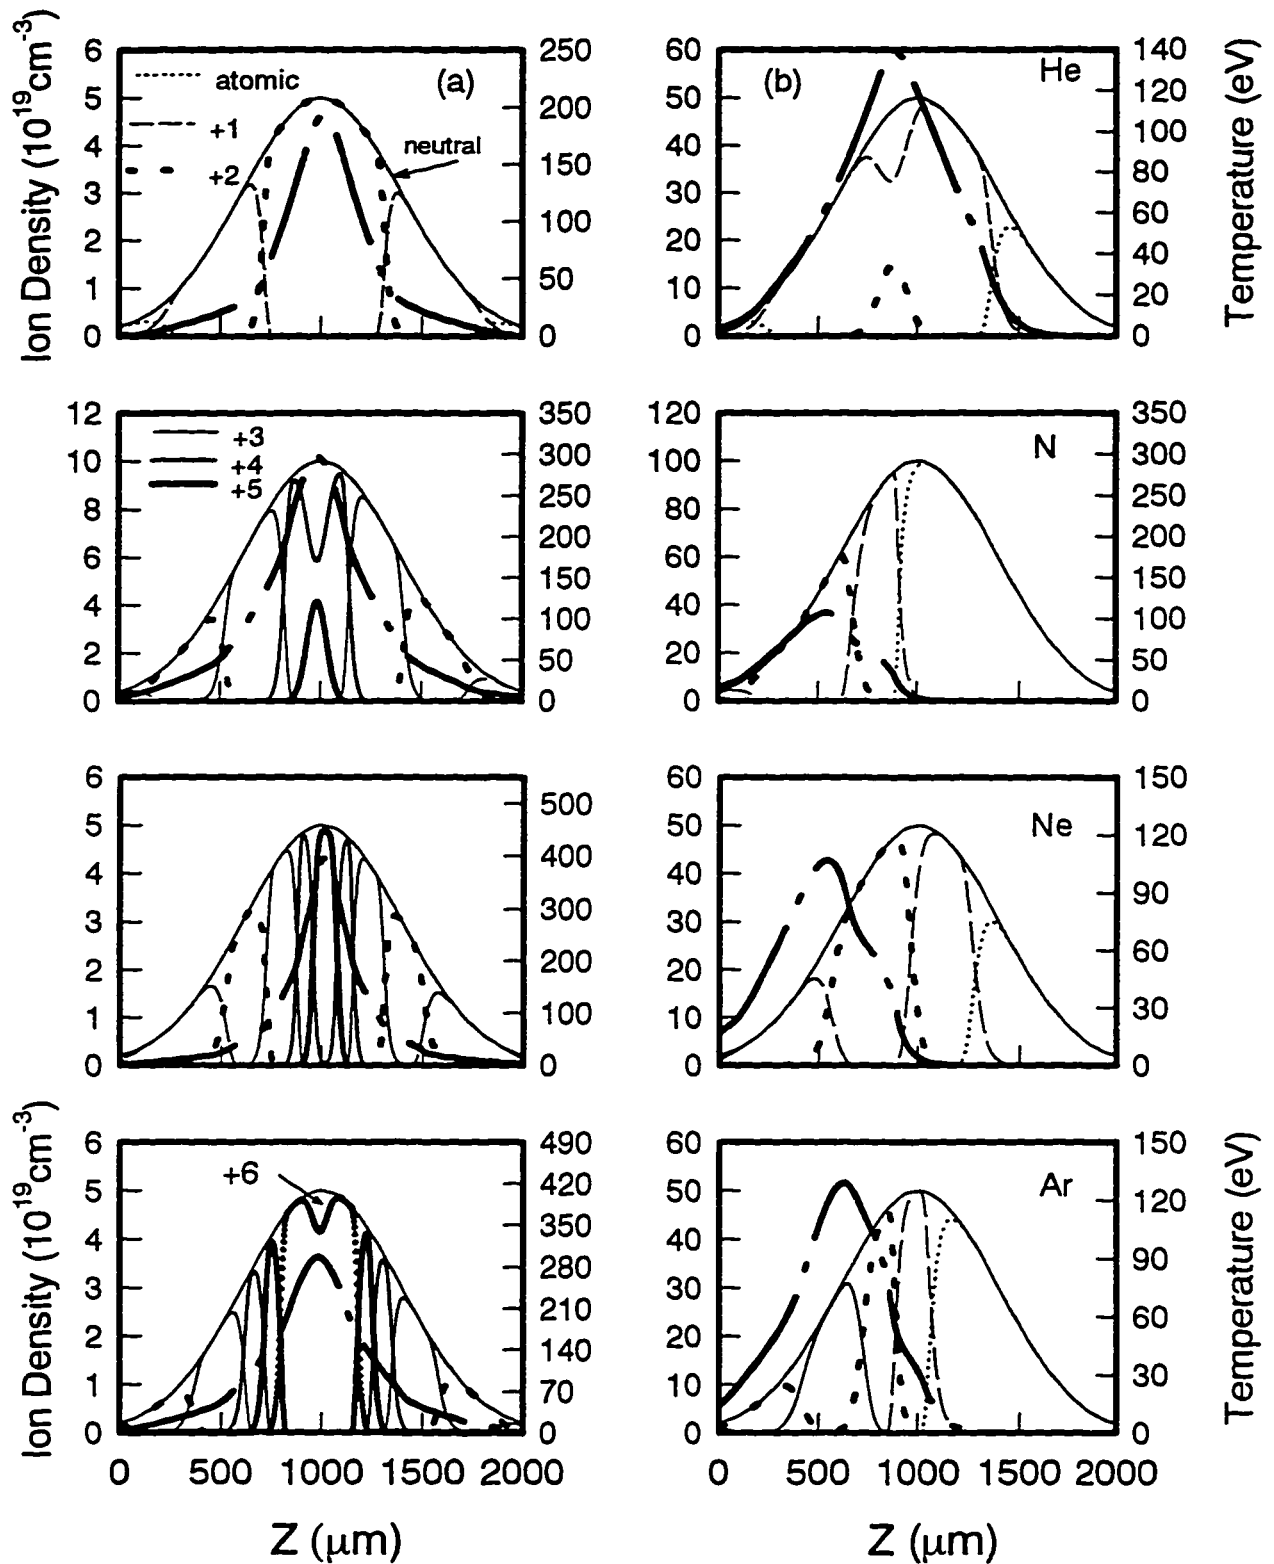 Ion Density (10¹⁹cm⁻³)
6 5 4 3 2 1 0
atomic
+1
+2
(a)
neutral
250 200 150 100 50 0
60 50 40 30 20 10 0
(b)
He
140 120 100 80 60 40 20 0
Temperature (eV)
12 10 8 6 4 2 0
+3
+4
+5
350 300 250 200 150 100 50 0
120 100 80 60 40 20 0
N
350 300 250 200 150 100 50 0
6 5 4 3 2 1 0
500 400 300 200 100 0
60 50 40 30 20 10 0
Ne
150 120 90 60 30 0
Ion Density (10¹⁹cm⁻³)
6 5 4 3 2 1 0
+6
490 420 350 280 210 140 70 0
60 50 40 30 20 10 0
Ar
150 120 90 60 30 0
Temperature (eV)
0 500 1000 1500 2000
0 500 1000 1500 2000
Z (μm)
Z (μm)